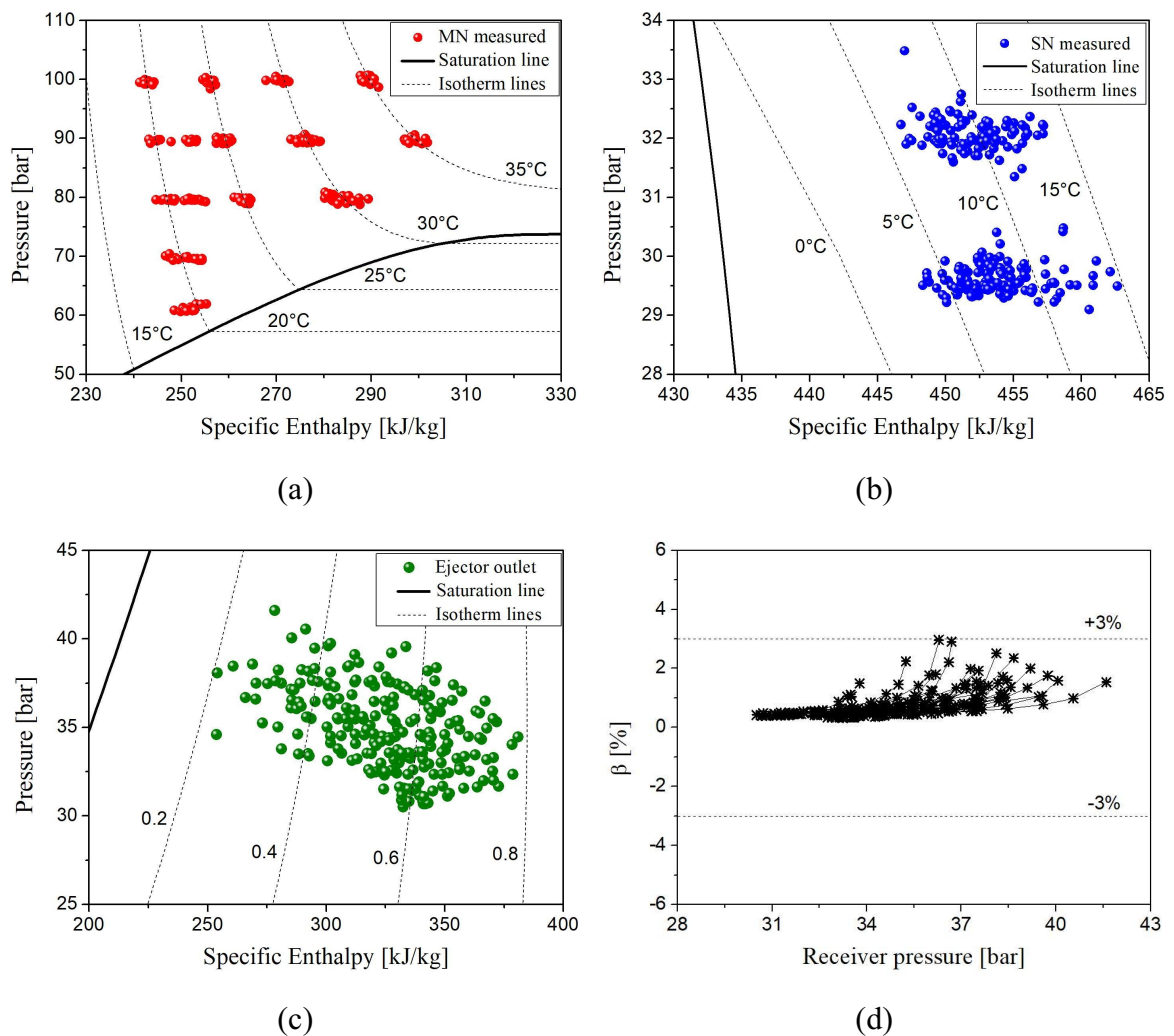 MN measured
Saturation line
Isotherm lines
110
100
90
80
70
60
50
Pressure [bar]
35°C
30°C
25°C
20°C
15°C
230 250 270 290 310 330
Specific Enthalpy [kJ/kg]
(a)
SN measured
Saturation line
Isotherm lines
34
33
32
31
30
29
28
Pressure [bar]
15°C
10°C
5°C
0°C
430 435 440 445 450 455 460 465
Specific Enthalpy [kJ/kg]
(b)
Ejector outlet
Saturation line
Isotherm lines
45
40
35
30
25
Pressure [bar]
0.2
0.4
0.6
0.8
200 250 300 350 400
Specific Enthalpy [kJ/kg]
(c)
6
4
2
0
-2
-4
-6
β [%]
+3%
-3%
28 31 34 37 40 43
Receiver pressure [bar]
(d)